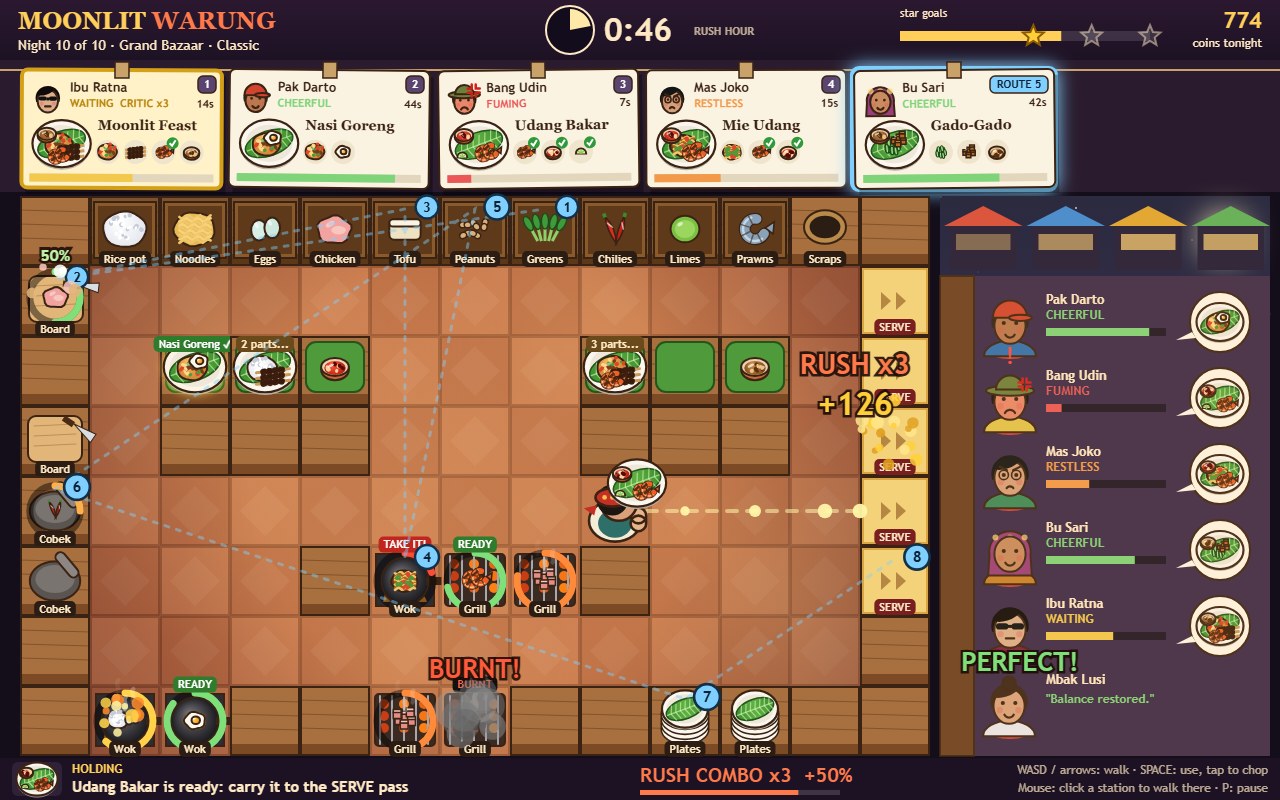 MOONLIT WARUNG
Night 10 of 10 · Grand Bazaar · Classic
0:46
RUSH HOUR
star goals
774
coins tonight
Ibu Ratna
1
WAITING CRITIC x3
14s
Moonlit Feast
Pak Darto
2
CHEERFUL
44s
Nasi Goreng
Bang Udin
3
FUMING
7s
Udang Bakar
Mas Joko
4
RESTLESS
15s
Mie Udang
Bu Sari
ROUTE 5
CHEERFUL
42s
Gado-Gado
3
5
1
Rice pot
Noodles
Eggs
Chicken
Tofu
Peanuts
Greens
Chilies
Limes
Prawns
Scraps
50%
2
Board
SERVE
Nasi Goreng ✓
2 parts...
3 parts...
RUSH x3
+126
Board
SERVE
6
Cobek
SERVE
TAKE IT!
READY
4
8
Cobek
Wok
Grill
Grill
SERVE
BURNT!
READY
BURNT
7
Wok
Wok
Grill
Grill
Plates
Plates
Pak Darto
CHEERFUL
Bang Udin
FUMING
Mas Joko
RESTLESS
Bu Sari
CHEERFUL
Ibu Ratna
WAITING
PERFECT!
Mbak Lusi
"Balance restored."
HOLDING
Udang Bakar is ready: carry it to the SERVE pass
RUSH COMBO x3 +50%
WASD / arrows: walk · SPACE: use, tap to chop
Mouse: click a station to walk there · P: pause